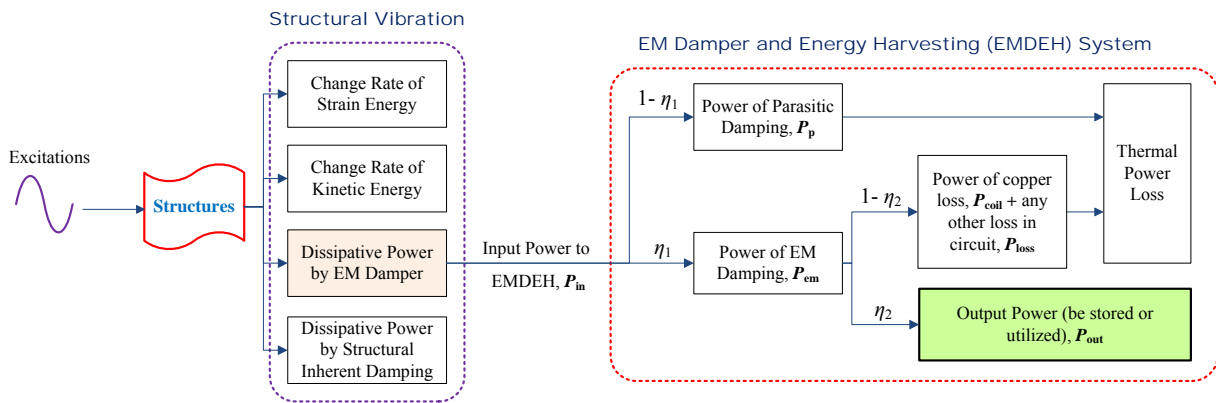 Structural Vibration
EM Damper and Energy Harvesting (EMDEH) System
Excitations
Structures
Change Rate of
Strain Energy
Change Rate of
Kinetic Energy
Dissipative Power
by EM Damper
Dissipative Power
by Structural
Inherent Damping
Input Power to
EMDEH, Pin
1- η1
Power of Parasitic
Damping, Pp
η1
Power of EM
Damping, Pem
1- η2
Power of copper
loss, Pcoil + any
other loss in
circuit, Ploss
Thermal
Power
Loss
η2
Output Power (be stored or
utilized), Pout